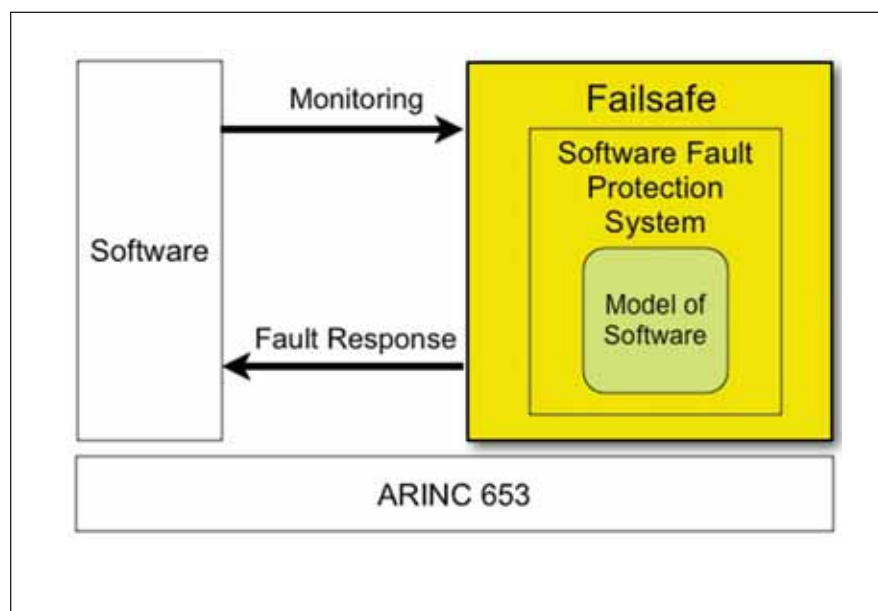 Monitoring
Failsafe
Software Fault
Protection
System
Software
Model of
Software
Fault Response
ARINC 653